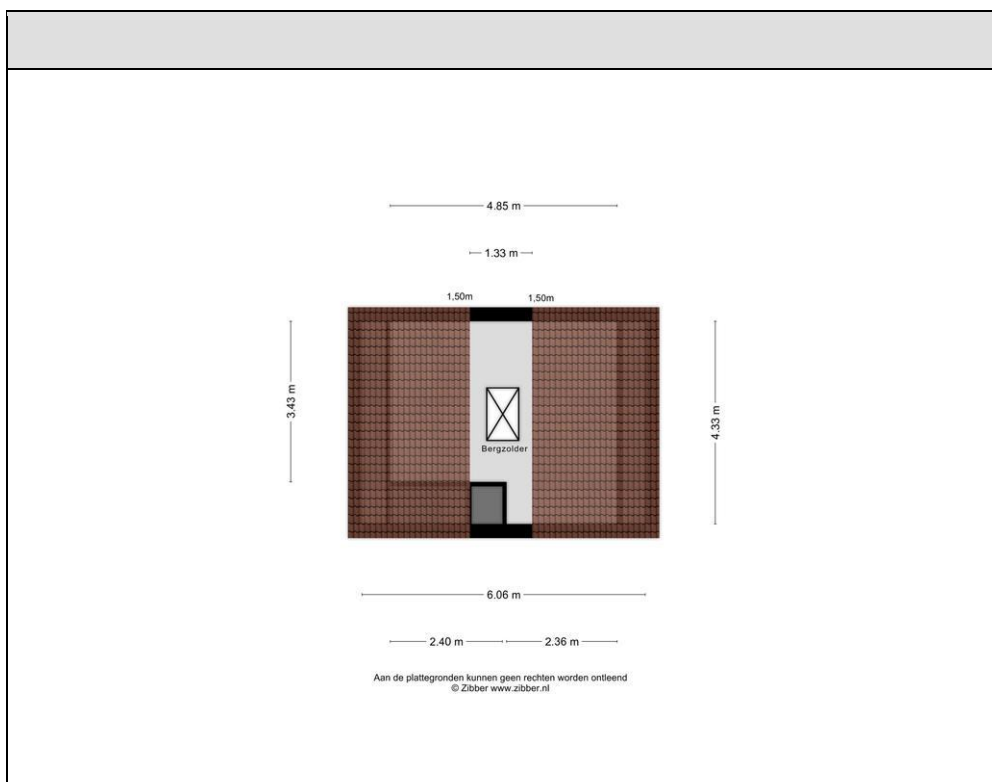 4.85 m
1.33 m
1,50m 1,50m
3.43 m
4.33 m
Bergzolder
6.06 m
2.40 m 2.36 m
Aan de plattegronden kunnen geen rechten worden ontleend
© Zibber www.zibber.nl